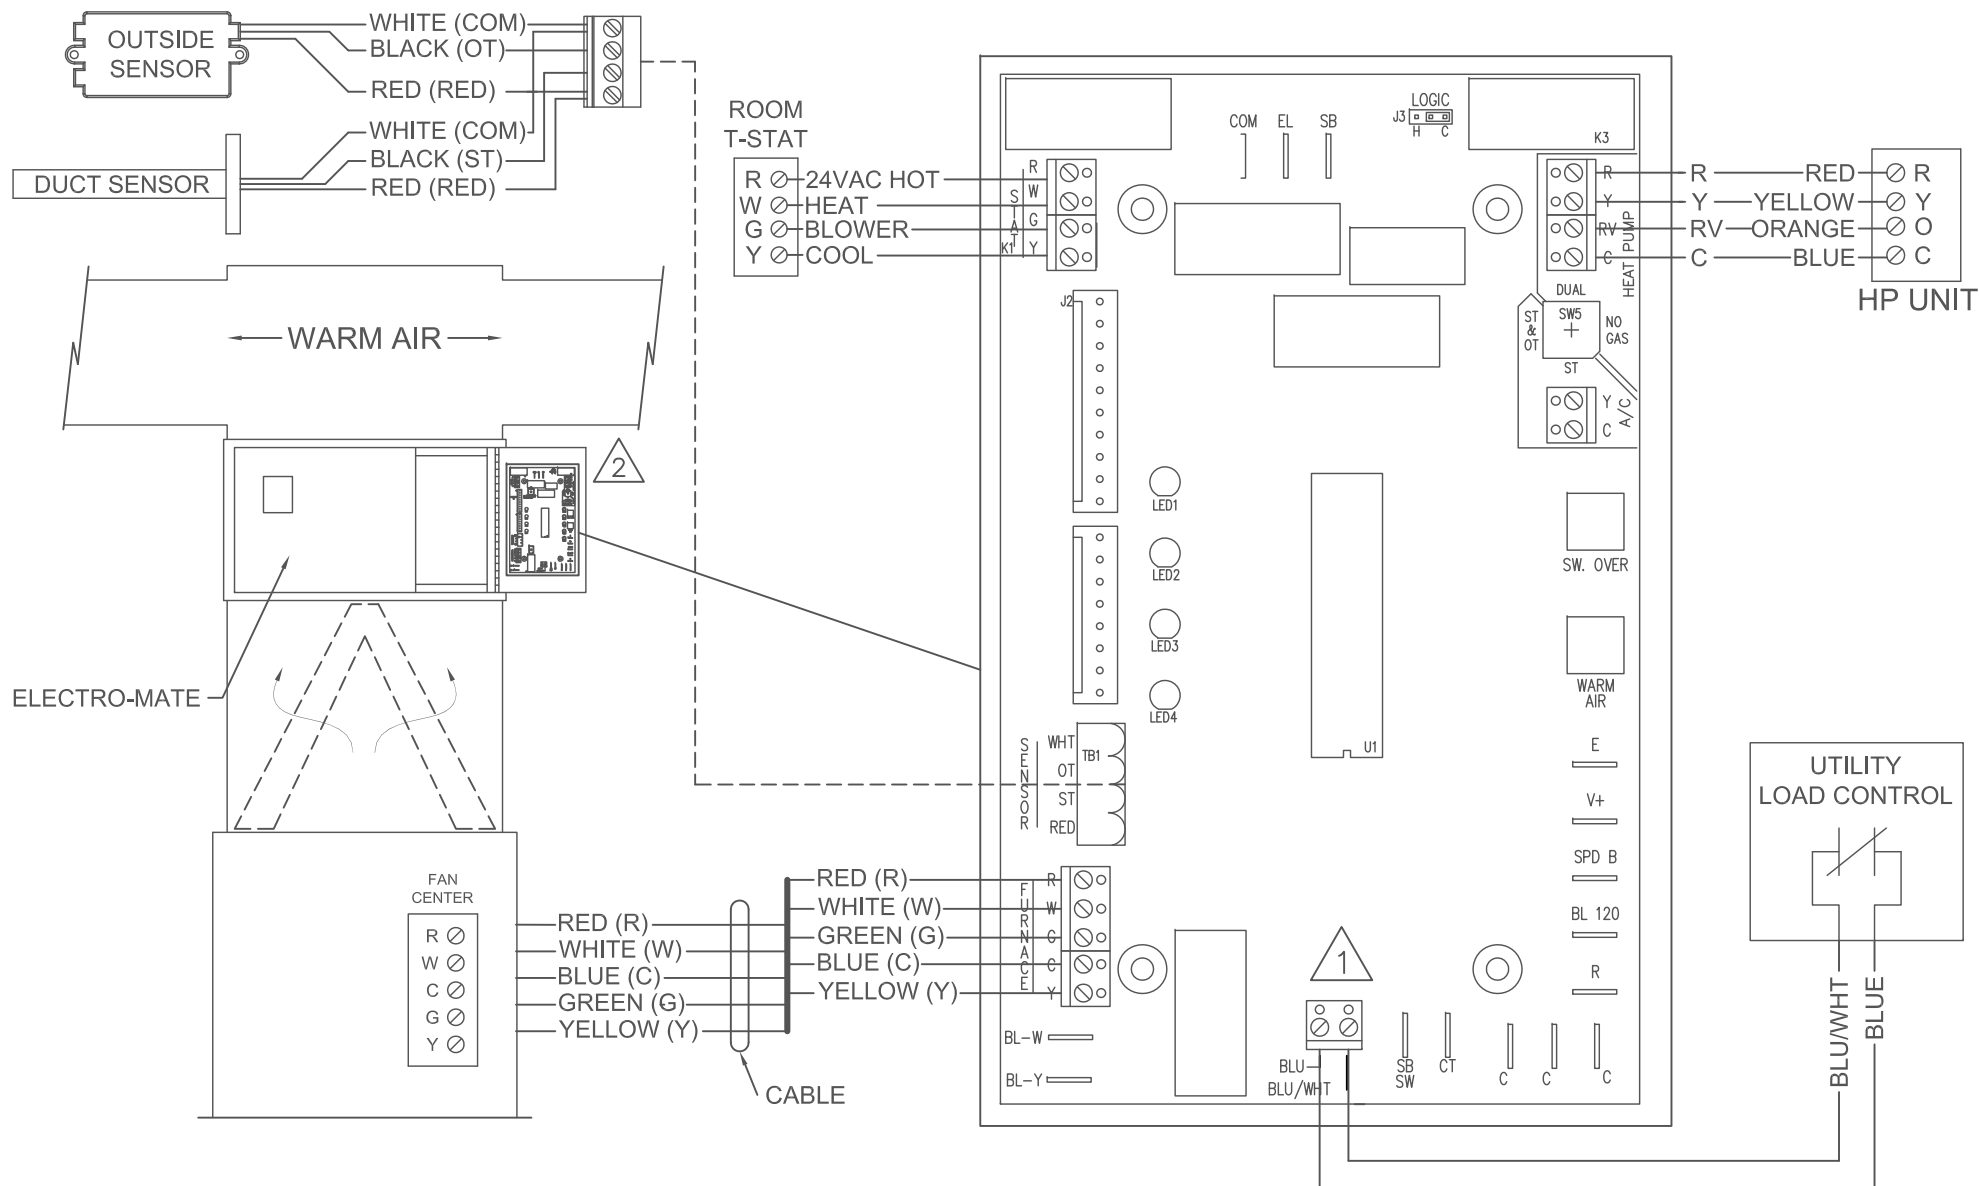 OUTSIDE
SENSOR
WHITE (COM)
BLACK (OT)
RED (RED)
WHITE (COM)
BLACK (ST)
RED (RED)
DUCT SENSOR
WARM AIR
2
ELECTRO-MATE
FAN
CENTER
R
W
C
G
Y
RED (R)
WHITE (W)
BLUE (C)
GREEN (G)
YELLOW (Y)
CABLE
RED (R)
WHITE (W)
GREEN (G)
BLUE (C)
YELLOW (Y)
ROOM
T-STAT
R 24VAC HOT
W HEAT
G BLOWER
Y COOL
STAT
K1
R
W
G
Y
COM EL SB
LOGIC
J3
H C
K3
R
Y
RV
C
HEAT PUMP
R RED R
Y YELLOW Y
RV ORANGE O
C BLUE C
HP UNIT
DUAL
SW5
ST
&
OT
NO
GAS
ST
Y
C
A/C
J2
LED1
LED2
LED3
LED4
U1
SW. OVER
WARM
AIR
E
V+
SPD B
BL 120
R
SENSOR
WHT
OT
ST
RED
TB1
FURNACE
R
W
G
C
Y
BL-W
BL-Y
1
BLU
BLU/WHT
SB
SW
CT
C C C
UTILITY
LOAD CONTROL
BLU/WHT
BLUE